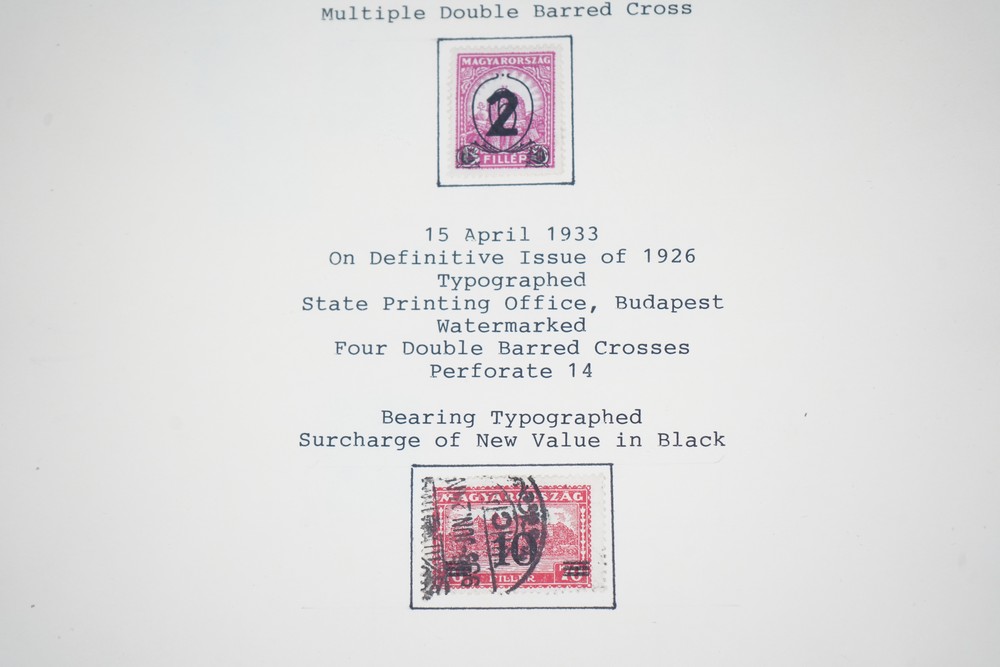 Multiple Double Barred Cross
MAGYARORSZÁG
2
FILLÉR
15 April 1933
On Definitive Issue of 1926
Typographed
State Printing Office, Budapest
Watermarked
Four Double Barred Crosses
Perforate 14
Bearing Typographed
Surcharge of New Value in Black
MAGYARORSZÁG
10
FILLÉR